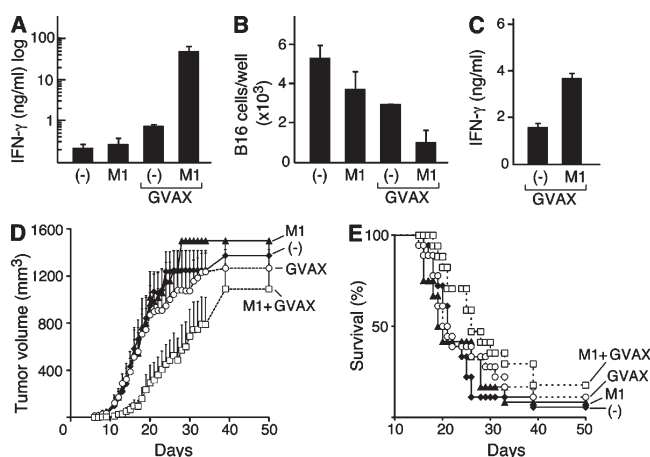 A
IFN-γ (ng/ml) log
100
10
1
(-) M1 (-) M1
GVAX
B
B16 cells/well
(x10³)
6
4
2
0
(-) M1 (-) M1
GVAX
C
IFN-γ (ng/ml)
6
4
2
0
(-) M1
GVAX
D
Tumor volume (mm³)
1600
1200
800
400
0
0 10 20 30 40 50
Days
M1
(-)
GVAX
M1+GVAX
E
Survival (%)
100
50
10 20 30 40 50
Days
M1+GVAX
GVAX
M1
(-)